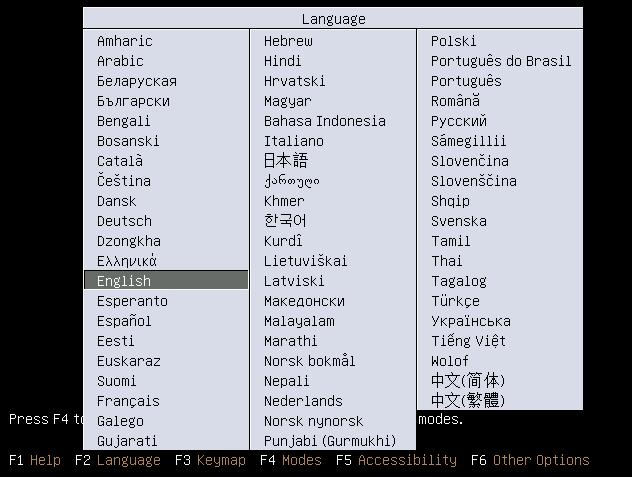 Language
Amharic
Arabic
Беларуская
Български
Bengali
Bosanski
Català
Čeština
Dansk
Deutsch
Dzongkha
Ελληνικά
English
Esperanto
Español
Eesti
Euskaraz
Suomi
Français
Galego
Gujarati
Hebrew
Hindi
Hrvatski
Magyar
Bahasa Indonesia
Italiano
日本語
ქართული
Khmer
한국어
Kurdî
Lietuviškai
Latviski
Македонски
Malayalam
Marathi
Norsk bokmål
Nepali
Nederlands
Norsk nynorsk
Punjabi (Gurmukhi)
Polski
Português do Brasil
Português
Română
Русский
Sámegillii
Slovenčina
Slovenščina
Shqip
Svenska
Tamil
Thai
Tagalog
Türkçe
Українська
Tiếng Việt
Wolof
中文(简体)
中文(繁體)
Press F4 to modes.
F1 Help F2 Language F3 Keymap F4 Modes F5 Accessibility F6 Other Options